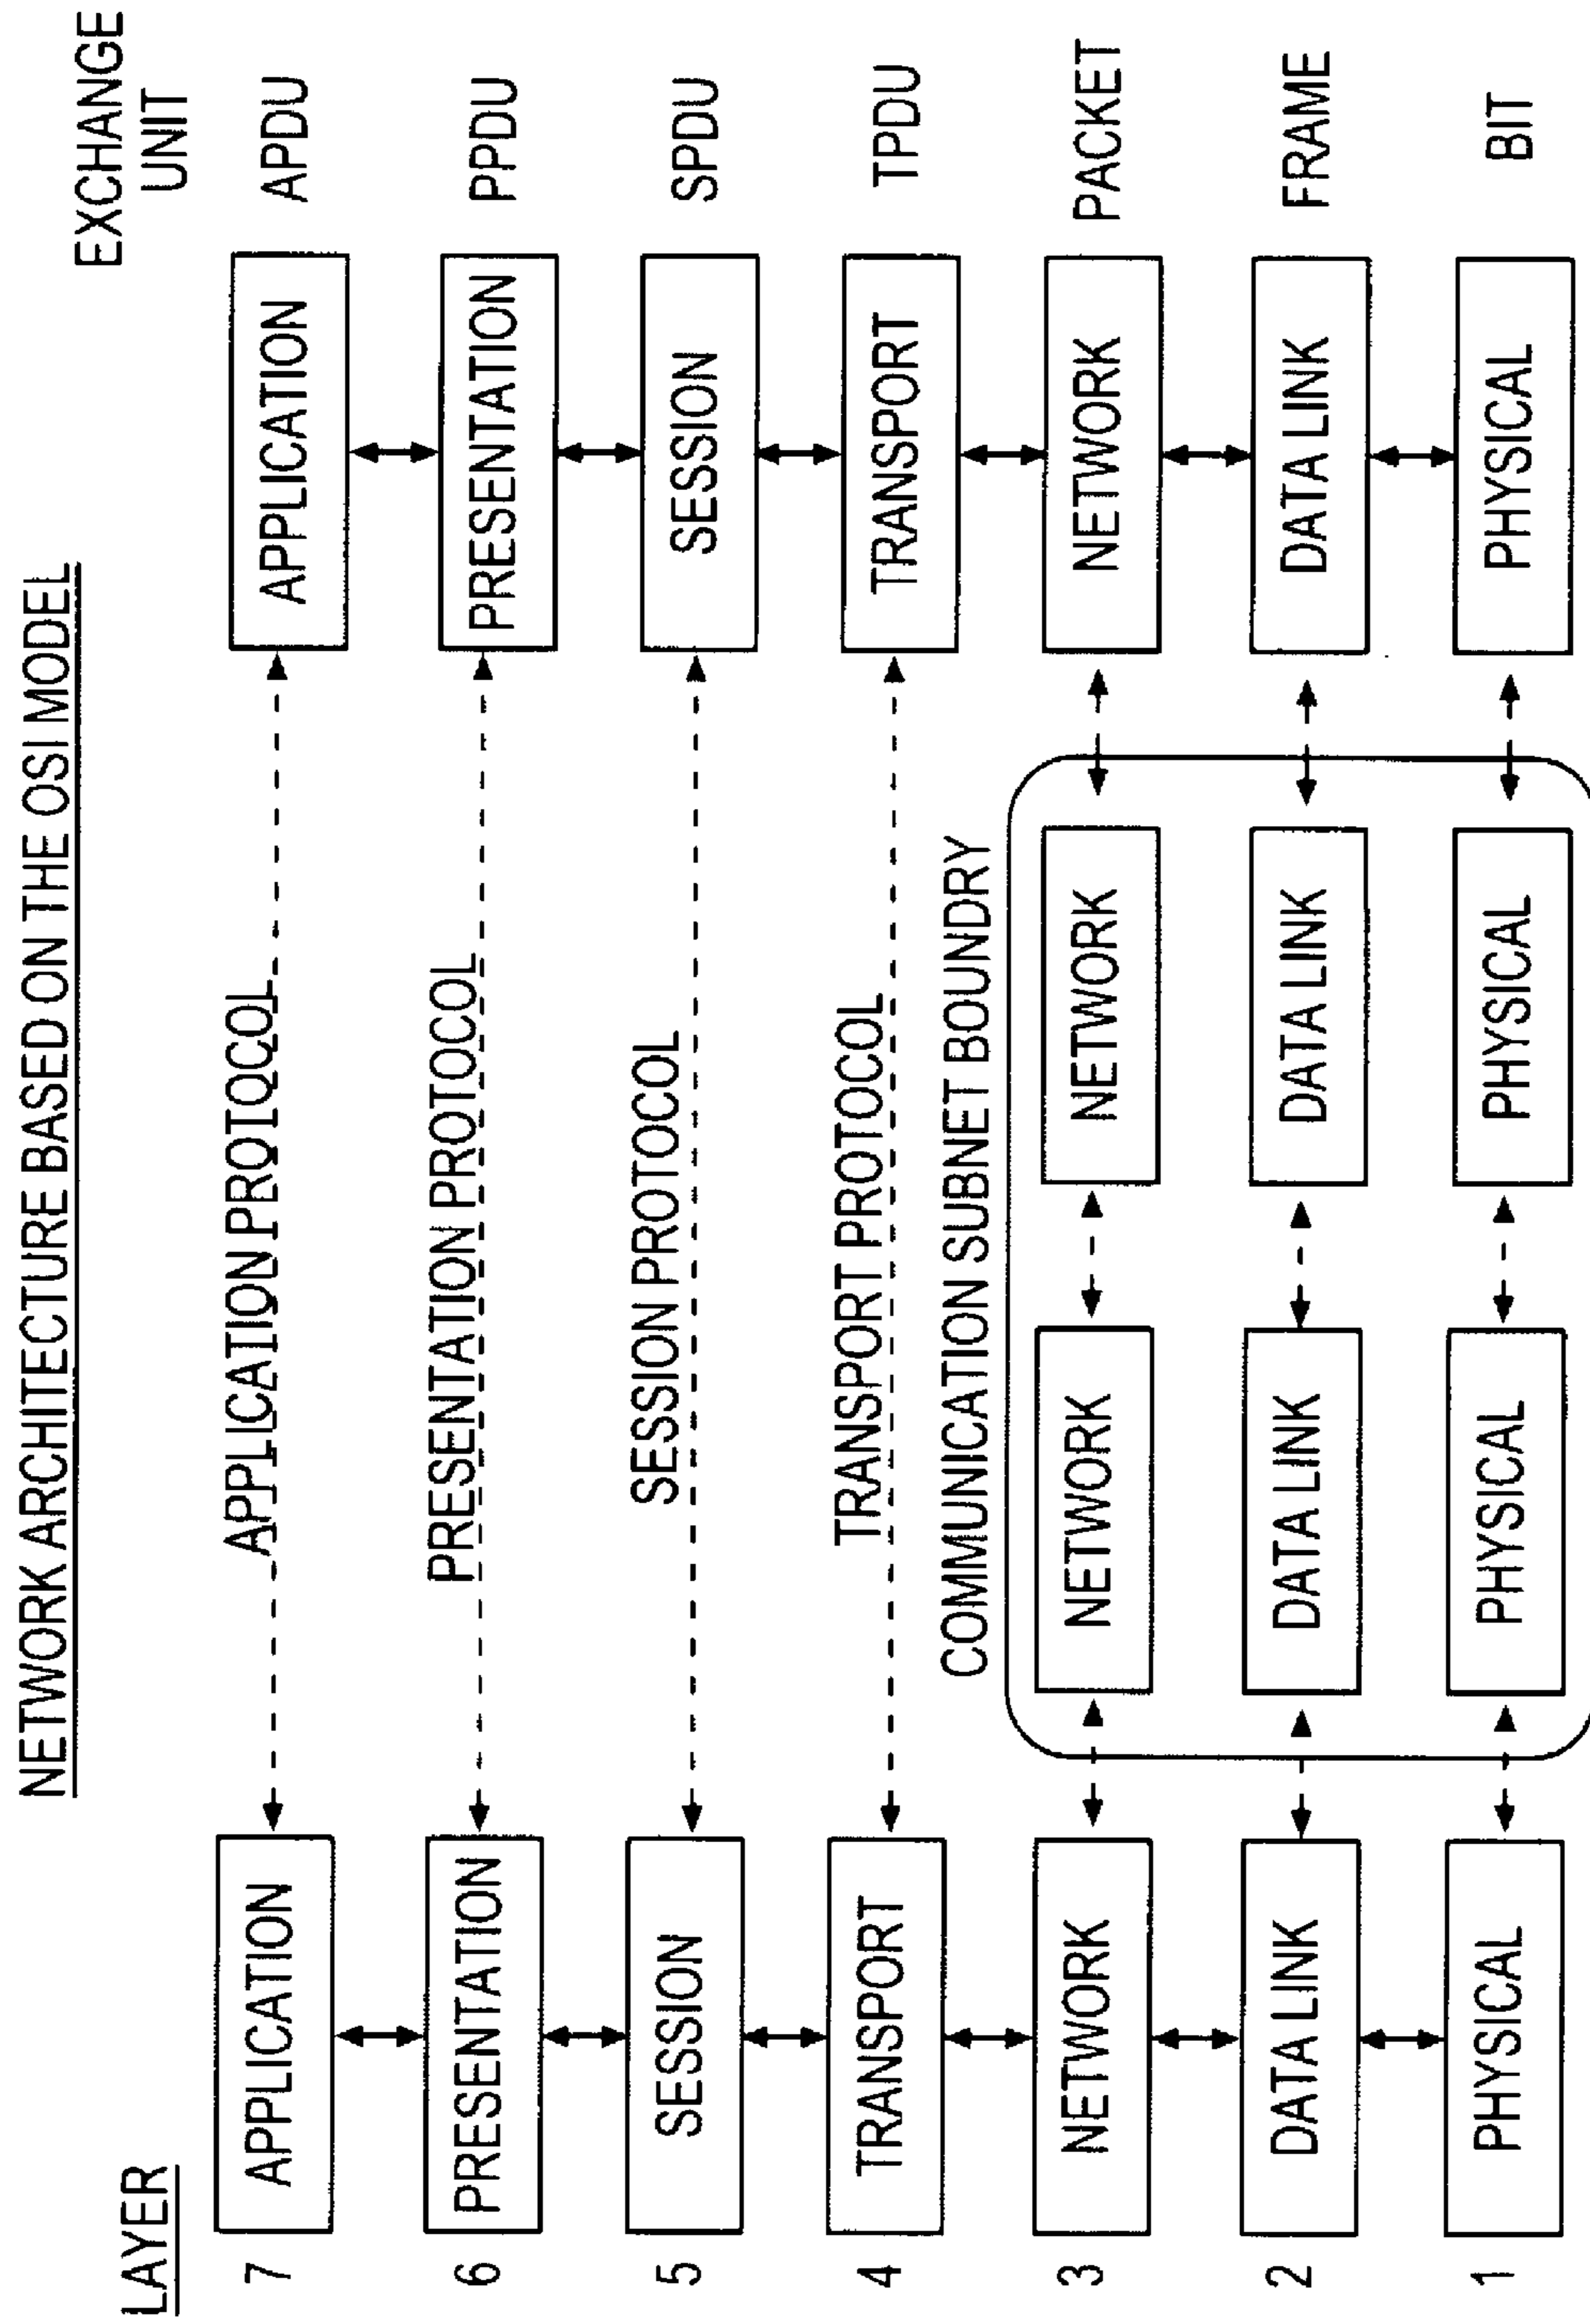 NETWORK ARCHITECTURE BASED ON THE OSI MODEL
LAYER
EXCHANGE
UNIT
7
APPLICATION
APPLICATION PROTOCOL
APPLICATION
APDU
6
PRESENTATION
PRESENTATION PROTOCOL
PRESENTATION
PPDU
5
SESSION
SESSION PROTOCOL
SESSION
SPDU
4
TRANSPORT
TRANSPORT PROTOCOL
TRANSPORT
TPDU
COMMUNICATION SUBNET BOUNDRY
3
NETWORK
NETWORK
NETWORK
NETWORK
PACKET
2
DATA LINK
DATA LINK
DATA LINK
DATA LINK
FRAME
1
PHYSICAL
PHYSICAL
PHYSICAL
PHYSICAL
BIT